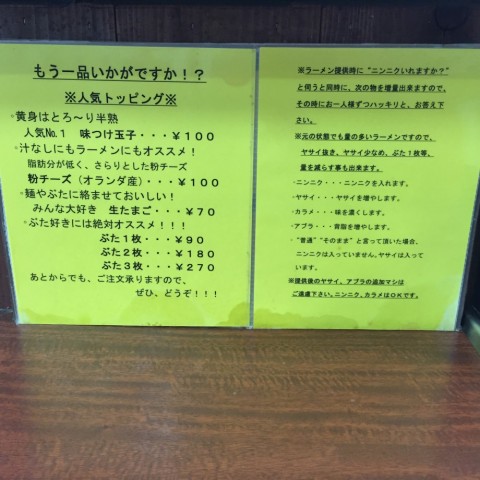 もう一品いかがですか！？
※人気トッピング※
◦黄身はとろ～り半熟
人気No.１ 味つけ玉子・・・￥１００
◦汁なしにもラーメンにもオススメ！
脂肪分が低く、さらりとした粉チーズ
粉チーズ（オランダ産）・・・￥１００
◦麺やぶたに絡ませておいしい！
みんな大好き 生たまご・・・￥７０
◦ぶた好きには絶対オススメ！！！
ぶた１枚・・・￥９０
ぶた２枚・・・￥１８０
ぶた３枚・・・￥２７０
あとからでも、ご注文承りますので、
ぜひ、どうぞ！！！
※ラーメン提供時に“ニンニクいれますか？”
と伺うと同時に、次の物を増量出来ますので、
その時にお一人様ずつハッキリと、お答え下
さい。
※元の状態でも量の多いラーメンですので、
ヤサイ抜き、ヤサイ少なめ、ぶた１枚等、
量を減らす事も出来ます。
・ニンニク・・・ニンニクを入れます。
・ヤサイ・・・ヤサイを増やします。
・カラメ・・・味を濃くします。
・アブラ・・・背脂を増やします。
・“普通”“そのまま”と言って頂いた場合、
ニンニクは入っていません。ヤサイは入って
います。
※提供後のヤサイ、アブラの追加マシは
ご遠慮下さい。ニンニク、カラメはＯＫです。